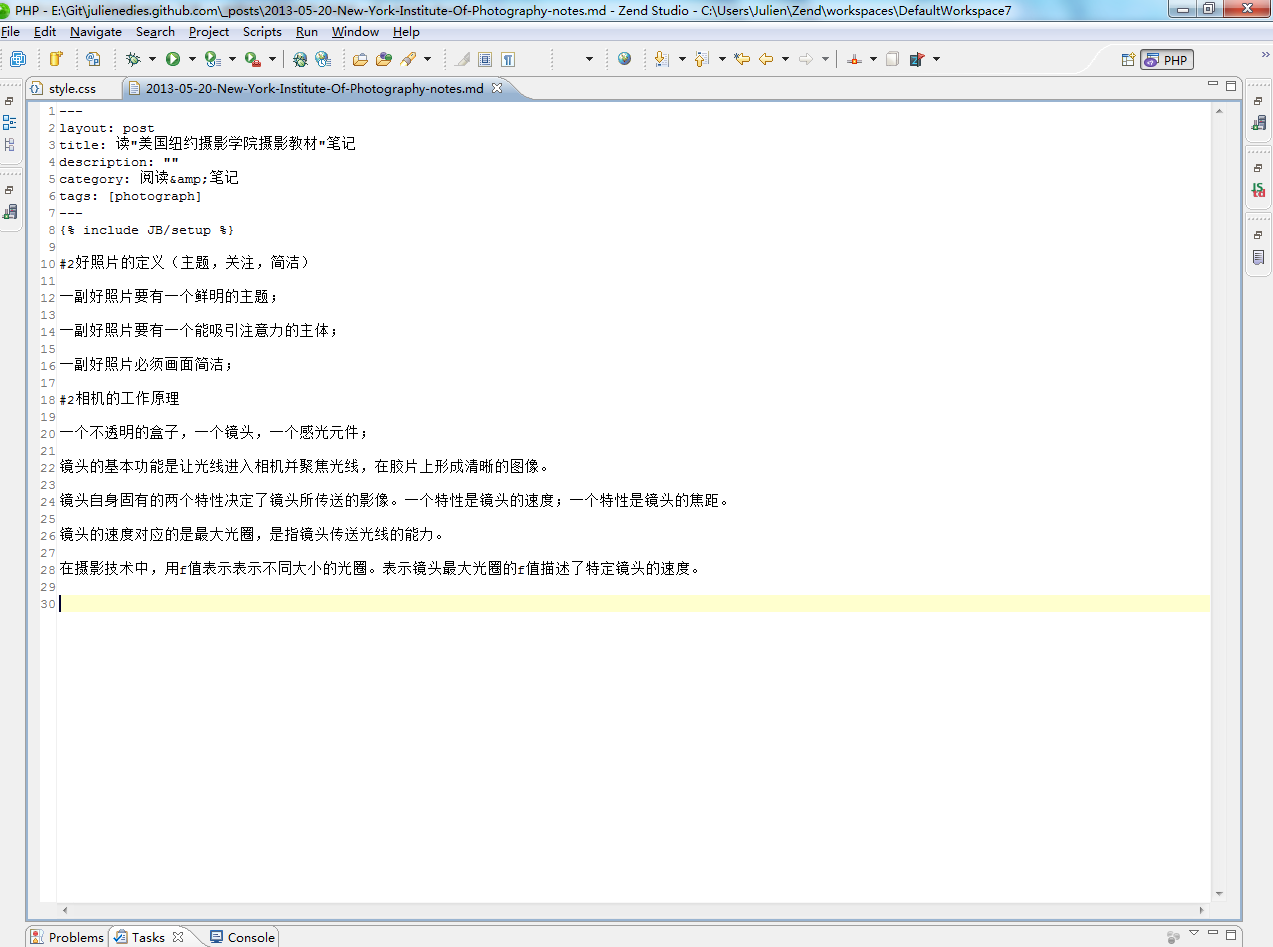 PHP - E:\Git\julienedies.github.com\_posts\2013-05-20-New-York-Institute-Of-Photography-notes.md - Zend Studio - C:\Users\Julien\Zend\workspaces\DefaultWorkspace7
File Edit Navigate Search Project Scripts Run Window Help
PHP
style.css 2013-05-20-New-York-Institute-Of-Photography-notes.md
1 ---
2 layout: post
3 title: 读"美国纽约摄影学院摄影教材"笔记
4 description: ""
5 category: 阅读&amp;笔记
6 tags: [photograph]
7 ---
8 {% include JB/setup %}
9
10 #2好照片的定义（主题，关注，简洁）
11
12 一副好照片要有一个鲜明的主题；
13
14 一副好照片要有一个能吸引注意力的主体；
15
16 一副好照片必须画面简洁；
17
18 #2相机的工作原理
19
20 一个不透明的盒子，一个镜头，一个感光元件；
21
22 镜头的基本功能是让光线进入相机并聚焦光线，在胶片上形成清晰的图像。
23
24 镜头自身固有的两个特性决定了镜头所传送的影像。一个特性是镜头的速度；一个特性是镜头的焦距。
25
26 镜头的速度对应的是最大光圈，是指镜头传送光线的能力。
27
28 在摄影技术中，用f值表示表示不同大小的光圈。表示镜头最大光圈的f值描述了特定镜头的速度。
29
30
Problems Tasks Console